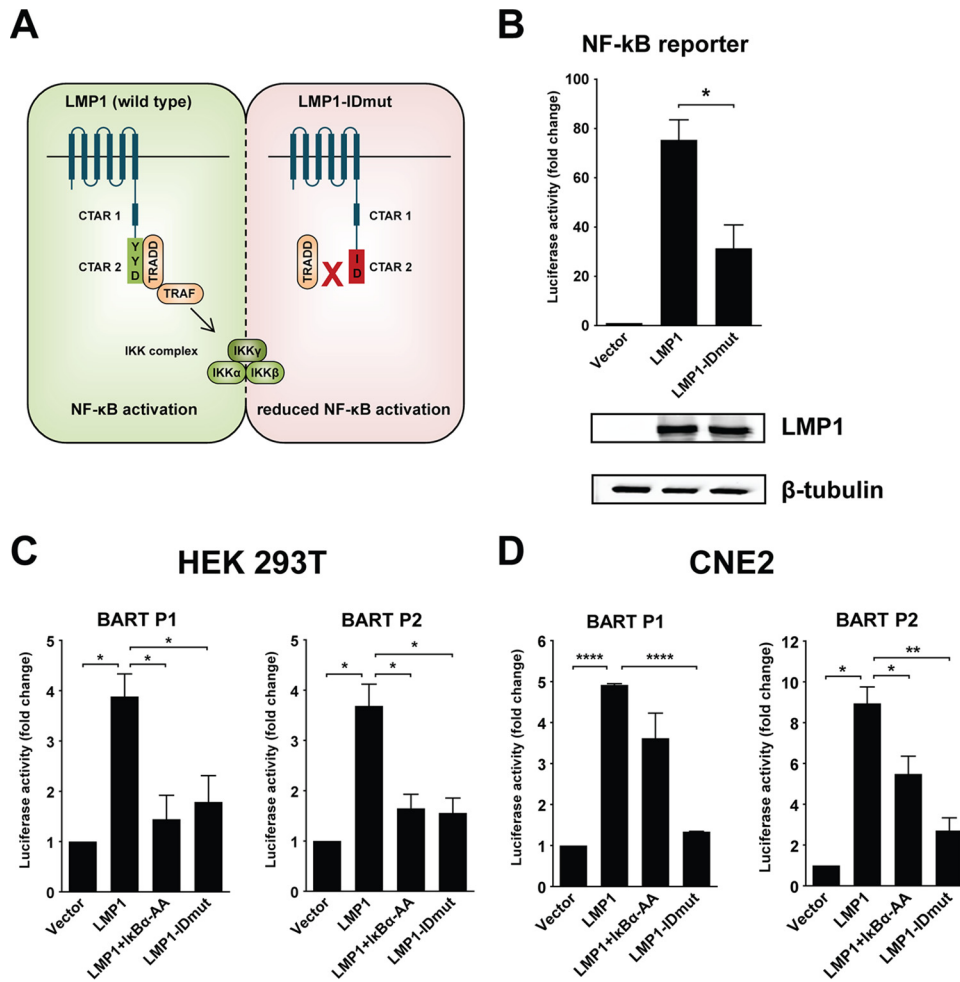 A
LMP1 (wild type)
LMP1-IDmut
CTAR 1
CTAR 1
Y
Y
D
TRADD
CTAR 2
TRADD
X
I
D
CTAR 2
TRAF
IKK complex
IKKγ
IKKα
IKKβ
NF-κB activation
reduced NF-κB activation
B
NF-kB reporter
Luciferase activity (fold change)
100
80
60
40
20
0
*
Vector
LMP1
LMP1-IDmut
LMP1
β-tubulin
C
HEK 293T
BART P1
Luciferase activity (fold change)
5
4
3
2
1
0
*
*
*
Vector
LMP1
LMP1+IκBα-AA
LMP1-IDmut
BART P2
Luciferase activity (fold change)
5
4
3
2
1
0
*
*
*
Vector
LMP1
LMP1+IκBα-AA
LMP1-IDmut
D
CNE2
BART P1
Luciferase activity (fold change)
6
5
4
3
2
1
0
****
****
Vector
LMP1
LMP1+IκBα-AA
LMP1-IDmut
BART P2
Luciferase activity (fold change)
12
10
8
6
4
2
0
**
*
*
Vector
LMP1
LMP1+IκBα-AA
LMP1-IDmut